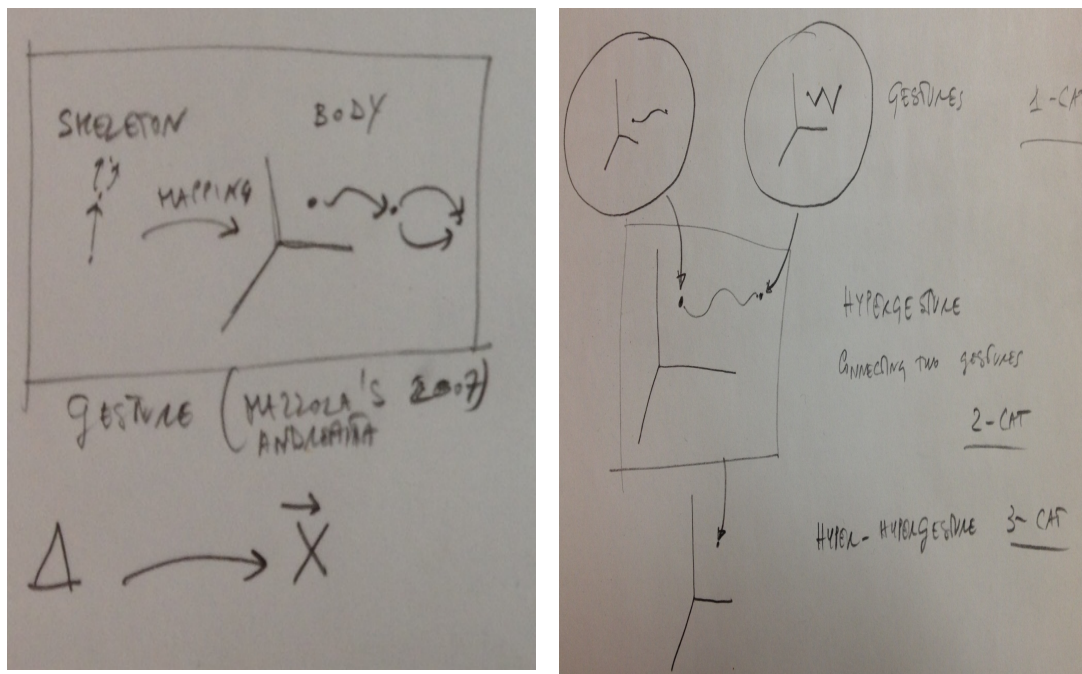 SKELETON
BODY
MAPPING
GESTURE (MAZZOLA'S 2007)
ANDREATTA
Δ
X
GESTURES
1-CA
HYPERGESTURE
CONNECTING TWO GESTURES
2-CAT
HYPER-HYPERGESTURE 3-CAT